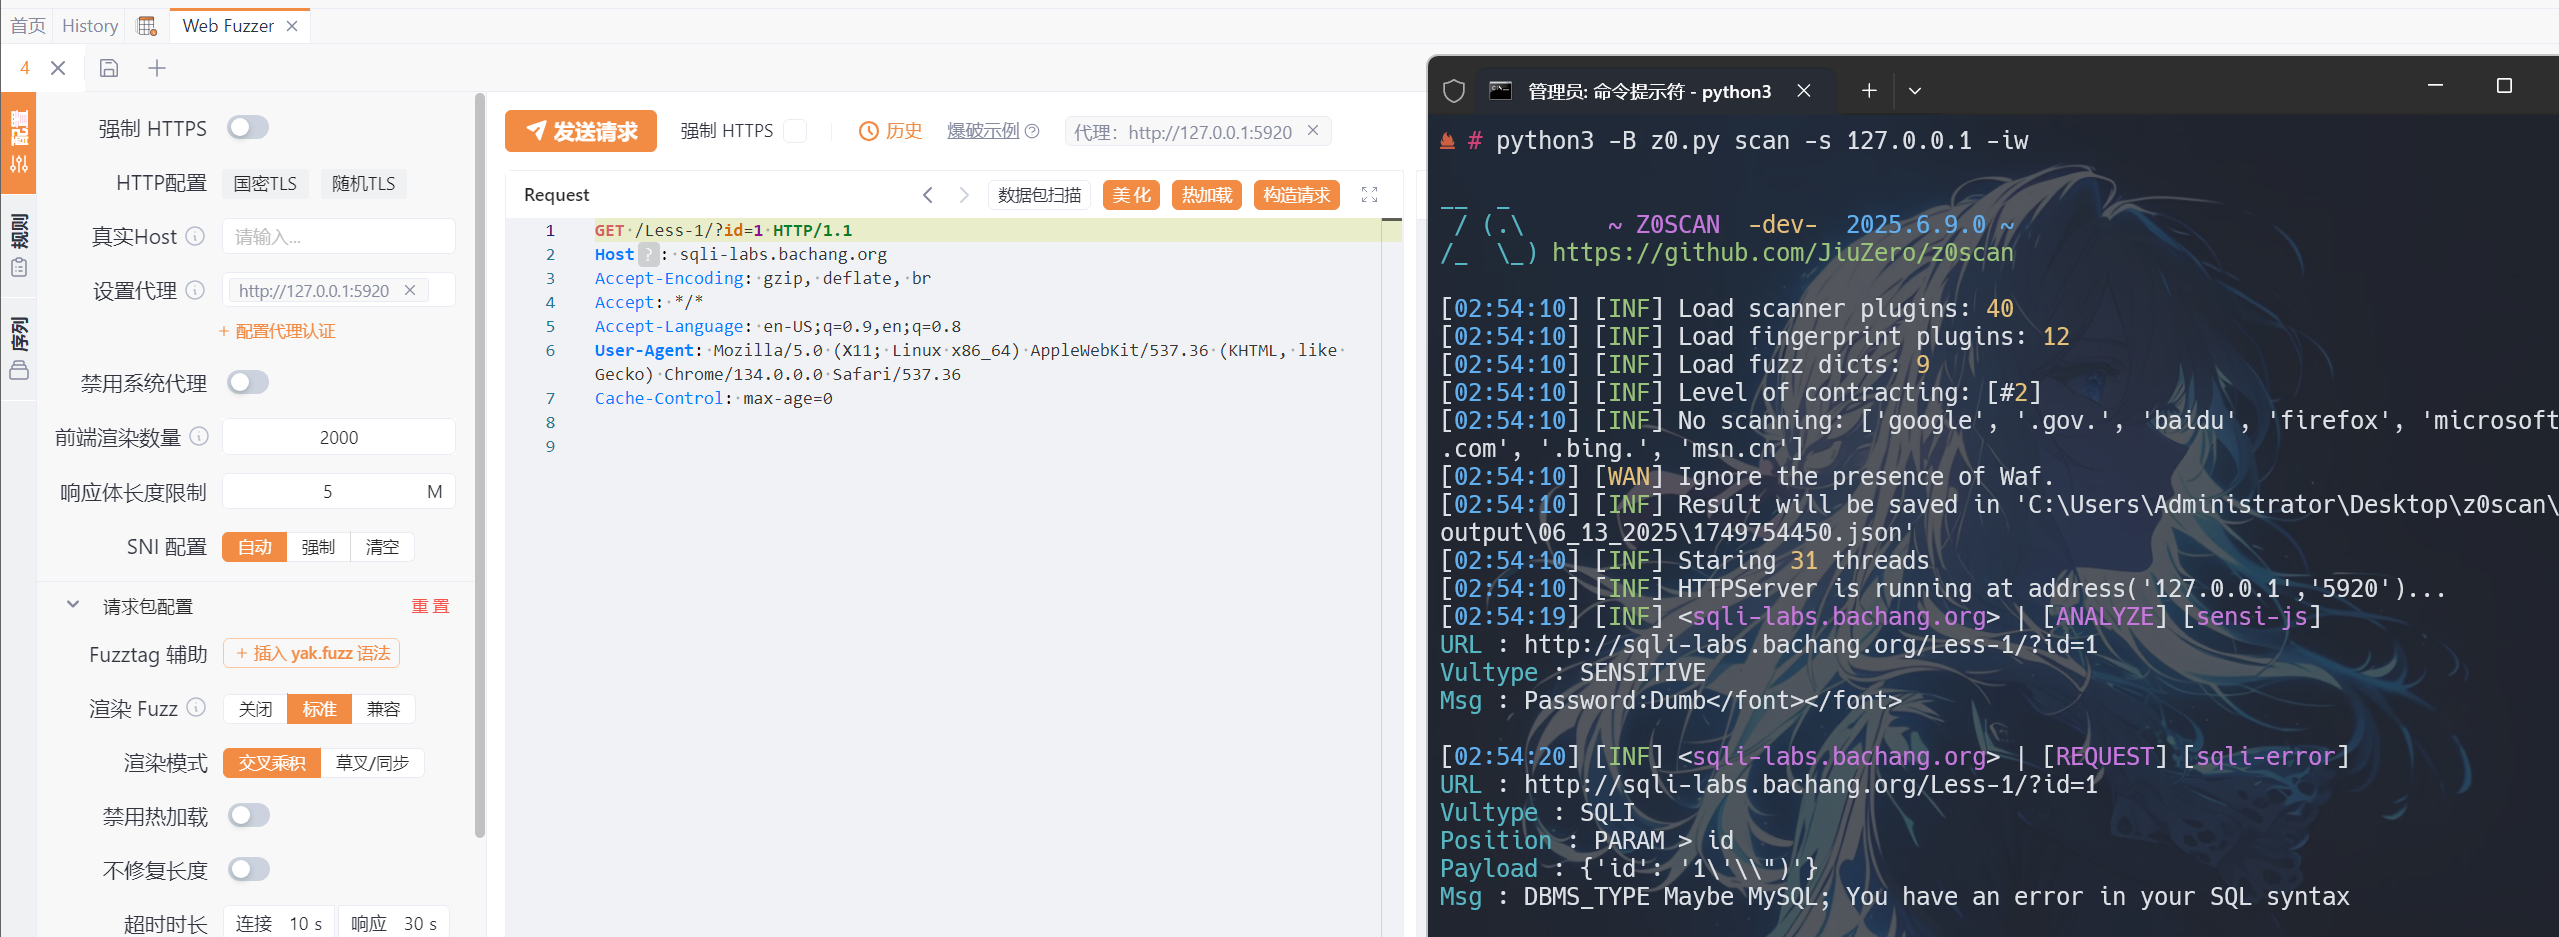 首页 History Web Fuzzer
4
配置
规则
序列
强制 HTTPS
HTTP配置 国密TLS 随机TLS
真实Host 请输入...
设置代理 http://127.0.0.1:5920
+ 配置代理认证
禁用系统代理
前端渲染数量 2000
响应体长度限制 5 M
SNI 配置 自动 强制 清空
请求包配置 重置
Fuzztag 辅助 + 插入 yak.fuzz 语法
渲染 Fuzz 关闭 标准 兼容
渲染模式 交叉乘积 草叉/同步
禁用热加载
不修复长度
超时时长 连接 10 s 响应 30 s
发送请求 强制 HTTPS 历史 爆破示例 代理： http://127.0.0.1:5920
Request 数据包扫描 美化 热加载 构造请求
1 GET /Less-1/?id=1 HTTP/1.1
2 Host ? : sqli-labs.bachang.org
3 Accept-Encoding: gzip, deflate, br
4 Accept: */*
5 Accept-Language: en-US;q=0.9,en;q=0.8
6 User-Agent: Mozilla/5.0 (X11; Linux x86_64) AppleWebKit/537.36 (KHTML, like
Gecko) Chrome/134.0.0.0 Safari/537.36
7 Cache-Control: max-age=0
8
9
管理员: 命令提示符 - python3
# python3 -B z0.py scan -s 127.0.0.1 -iw
__  _
/ (.\ ~ Z0SCAN -dev- 2025.6.9.0 ~
/_ \_) https://github.com/JiuZero/z0scan
[02:54:10] [INF] Load scanner plugins: 40
[02:54:10] [INF] Load fingerprint plugins: 12
[02:54:10] [INF] Load fuzz dicts: 9
[02:54:10] [INF] Level of contracting: [#2]
[02:54:10] [INF] No scanning: ['google', '.gov.', 'baidu', 'firefox', 'microsoft
.com', '.bing.', 'msn.cn']
[02:54:10] [WAN] Ignore the presence of Waf.
[02:54:10] [INF] Result will be saved in 'C:\Users\Administrator\Desktop\z0scan\
output\06_13_2025\1749754450.json'
[02:54:10] [INF] Staring 31 threads
[02:54:10] [INF] HTTPServer is running at address('127.0.0.1','5920')...
[02:54:19] [INF] <sqli-labs.bachang.org> | [ANALYZE] [sensi-js]
URL : http://sqli-labs.bachang.org/Less-1/?id=1
Vultype : SENSITIVE
Msg : Password:Dumb</font></font>
[02:54:20] [INF] <sqli-labs.bachang.org> | [REQUEST] [sqli-error]
URL : http://sqli-labs.bachang.org/Less-1/?id=1
Vultype : SQLI
Position : PARAM > id
Payload : {'id': '1\'\\")'}
Msg : DBMS_TYPE Maybe MySQL; You have an error in your SQL syntax